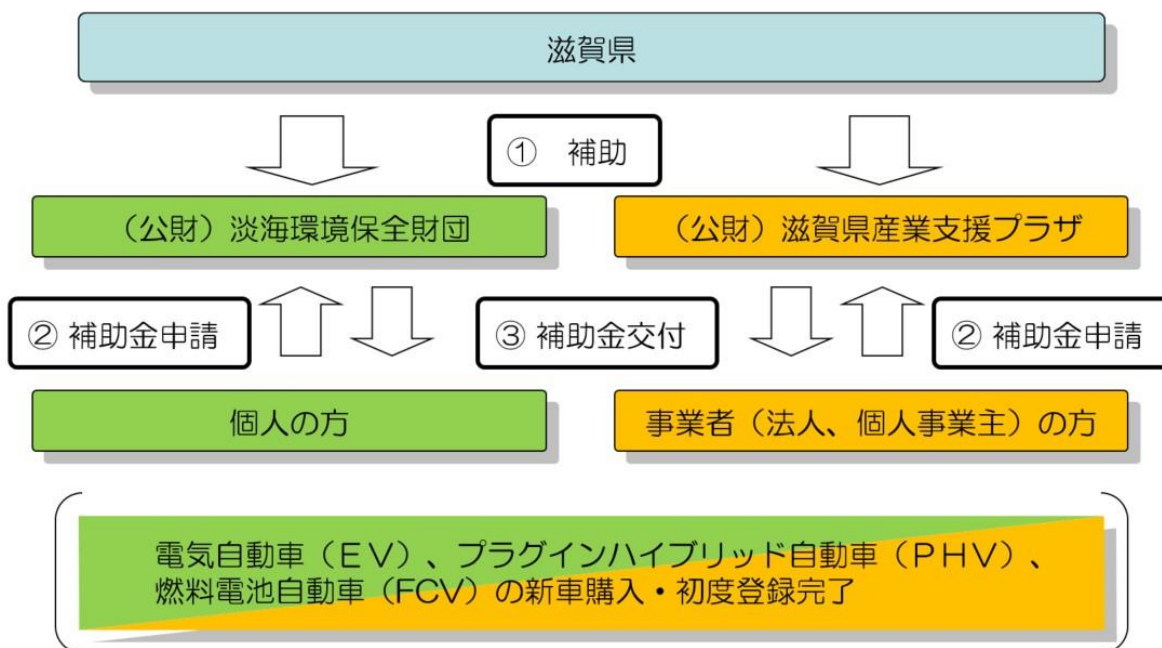 滋賀県
① 補助
（公財）淡海環境保全財団
（公財）滋賀県産業支援プラザ
② 補助金申請
③ 補助金交付
② 補助金申請
個人の方
事業者（法人、個人事業主）の方
電気自動車（ＥＶ）、プラグインハイブリッド自動車（ＰＨＶ）、
燃料電池自動車（FCV）の新車購入・初度登録完了